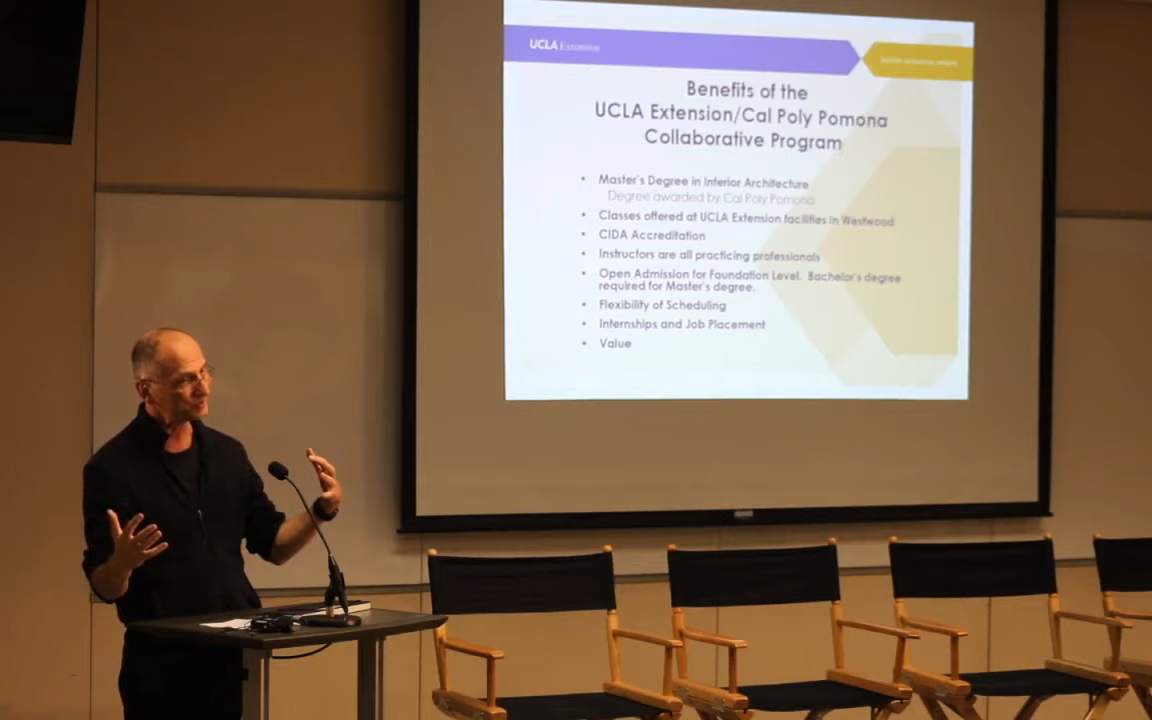 UCLA Extension
Benefits of the
UCLA Extension/Cal Poly Pomona
Collaborative Program
• Master's Degree in Interior Architecture
Degree awarded by Cal Poly Pomona
• Classes offered at UCLA Extension facilities in Westwood
• CIDA Accreditation
• Instructors are all practicing professionals
• Open Admission for Foundation Level. Bachelor's degree
required for Master's degree.
• Flexibility of Scheduling
• Internships and Job Placement
• Value